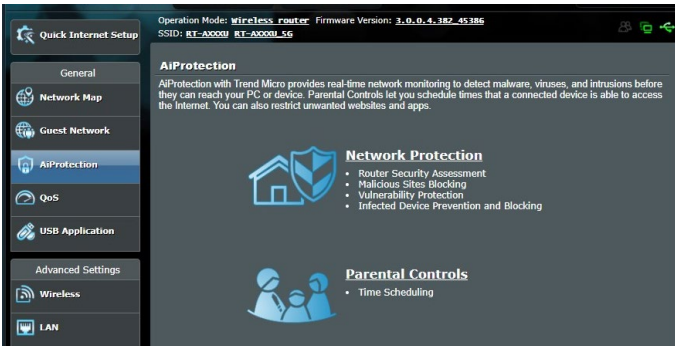 Quick Internet Setup
General
Network Map
Guest Network
AiProtection
QoS
USB Application
Advanced Settings
Wireless
LAN
Operation Mode: Wireless router Firmware Version: 3.0.0.4.382_45386
SSID: RT-AXXXU RT-AXXXU_5G
AiProtection
AiProtection with Trend Micro provides real-time network monitoring to detect malware, viruses, and intrusions before
they can reach your PC or device. Parental Controls let you schedule times that a connected device is able to access
the Internet. You can also restrict unwanted websites and apps.
Network Protection
• Router Security Assessment
• Malicious Sites Blocking
• Vulnerability Protection
• Infected Device Prevention and Blocking
Parental Controls
• Time Scheduling